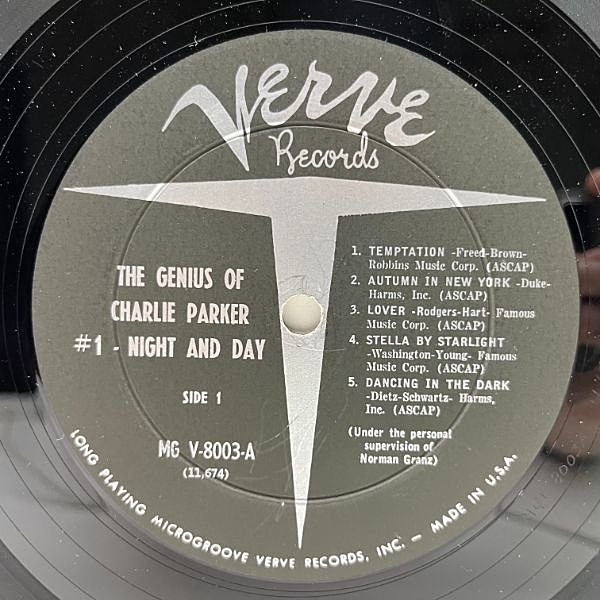 VERVE
Records
THE GENIUS OF
CHARLIE PARKER
#1 - NIGHT AND DAY
SIDE 1
MG V-8003-A
(11,674)
1. TEMPTATION -Freed-Brown-
Robbins Music Corp. (ASCAP)
2. AUTUMN IN NEW YORK -Duke-
Harms, Inc. (ASCAP)
3. LOVER -Rodgers-Hart- Famous
Music Corp. (ASCAP)
4. STELLA BY STARLIGHT
-Washington-Young- Famous
Music Corp. (ASCAP)
5. DANCING IN THE DARK
-Dietz-Schwartz- Harms,
Inc. (ASCAP)
(Under the personal
supervision of
Norman Granz)
LONG PLAYING MICROGROOVE VERVE RECORDS, INC. — MADE IN U.S.A.